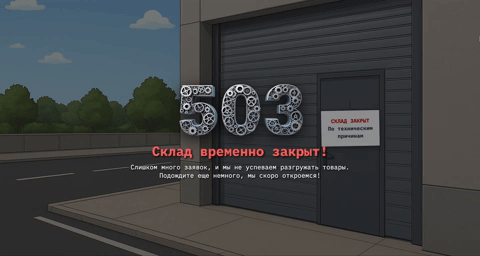 503
СКЛАД ЗАКРЫТ
По техническим
причинам
Склад временно закрыт!
Слишком много заявок, и мы не успеваем разгружать товары.
Подождите еще немного, мы скоро откроемся!